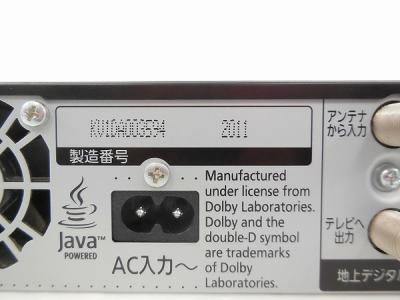 KV1DA003594 2011
製造番号
アンテナ
から入力
Java™
POWERED
AC入力～
Manufactured
under license from
Dolby Laboratories.
Dolby and the
double-D symbol
are trademarks
of Dolby
Laboratories.
テレビへ
出力
地上デジタル